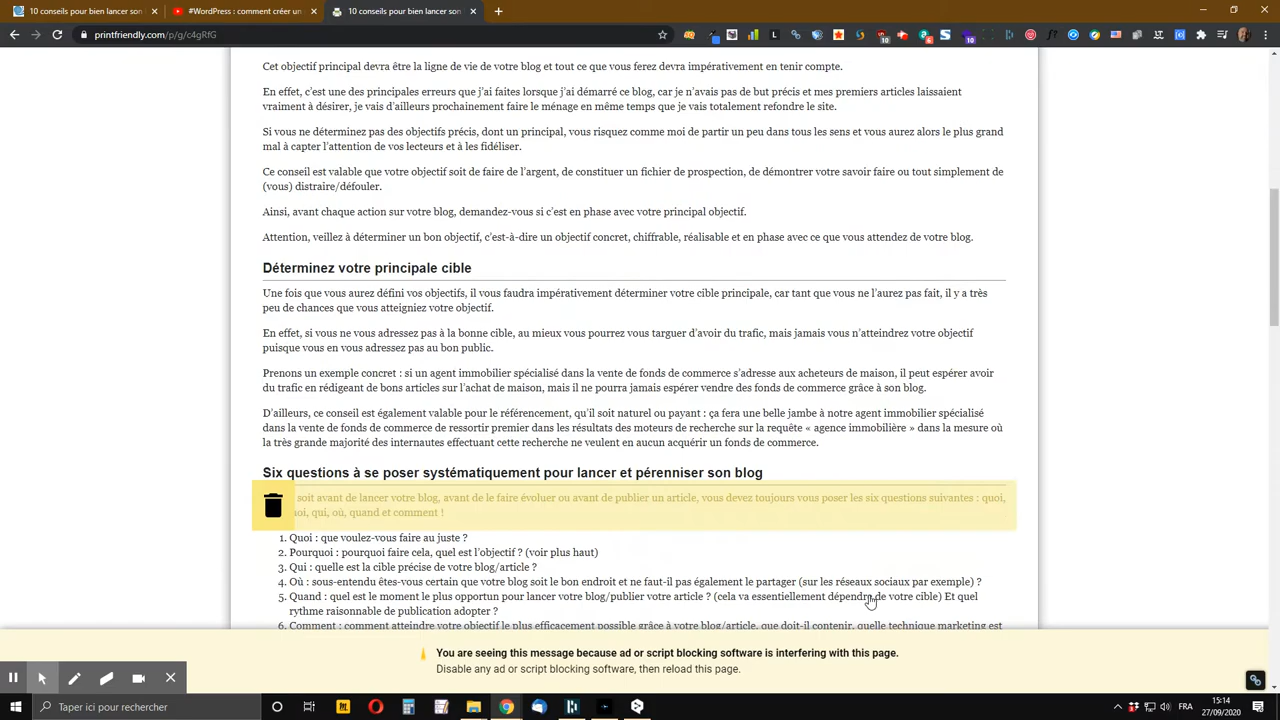 10 conseils pour bien lancer son
#WordPress : comment créer un
10 conseils pour bien lancer son
printfriendly.com/p/g/c4gRfG
Cet objectif principal devra être la ligne de vie de votre blog et tout ce que vous ferez devra impérativement en tenir compte.
En effet, c'est une des principales erreurs que j'ai faites lorsque j'ai démarré ce blog, car je n'avais pas de but précis et mes premiers articles laissaient
vraiment à désirer, je vais d'ailleurs prochainement faire le ménage en même temps que je vais totalement refondre le site.
Si vous ne déterminez pas des objectifs précis, dont un principal, vous risquez comme moi de partir un peu dans tous les sens et vous aurez alors le plus grand
mal à capter l'attention de vos lecteurs et à les fidéliser.
Ce conseil est valable que votre objectif soit de faire de l'argent, de constituer un fichier de prospection, de démontrer votre savoir faire ou tout simplement de
(vous) distraire/défouler.
Ainsi, avant chaque action sur votre blog, demandez-vous si c'est en phase avec votre principal objectif.
Attention, veillez à déterminer un bon objectif, c'est-à-dire un objectif concret, chiffrable, réalisable et en phase avec ce que vous attendez de votre blog.
Déterminez votre principale cible
Une fois que vous aurez défini vos objectifs, il vous faudra impérativement déterminer votre cible principale, car tant que vous ne l'aurez pas fait, il y a très
peu de chances que vous atteigniez votre objectif.
En effet, si vous ne vous adressez pas à la bonne cible, au mieux vous pourrez vous targuer d'avoir du trafic, mais jamais vous n'atteindrez votre objectif
puisque vous en vous adressez pas au bon public.
Prenons un exemple concret : si un agent immobilier spécialisé dans la vente de fonds de commerce s'adresse aux acheteurs de maison, il peut espérer avoir
du trafic en rédigeant de bons articles sur l'achat de maison, mais il ne pourra jamais espérer vendre des fonds de commerce grâce à son blog.
D'ailleurs, ce conseil est également valable pour le référencement, qu'il soit naturel ou payant : ça fera une belle jambe à notre agent immobilier spécialisé
dans la vente de fonds de commerce de ressortir premier dans les résultats des moteurs de recherche sur la requête « agence immobilière » dans la mesure où
la très grande majorité des internautes effectuant cette recherche ne veulent en aucun acquérir un fonds de commerce.
Six questions à se poser systématiquement pour lancer et pérenniser son blog
soit avant de lancer votre blog, avant de le faire évoluer ou avant de publier un article, vous devez toujours vous poser les six questions suivantes : quoi,
oi, qui, où, quand et comment !
1. Quoi : que voulez-vous faire au juste ?
2. Pourquoi : pourquoi faire cela, quel est l'objectif ? (voir plus haut)
3. Qui : quelle est la cible précise de votre blog/article ?
4. Où : sous-entendu êtes-vous certain que votre blog soit le bon endroit et ne faut-il pas également le partager (sur les réseaux sociaux par exemple) ?
5. Quand : quel est le moment le plus opportun pour lancer votre blog/publier votre article ? (cela va essentiellement dépendre de votre cible) Et quel
rythme raisonnable de publication adopter ?
6. Comment : comment atteindre votre objectif le plus efficacement possible grâce à votre blog/article, que doit-il contenir, quelle technique marketing est
You are seeing this message because ad or script blocking software is interfering with this page.
Disable any ad or script blocking software, then reload this page.
Taper ici pour rechercher
FRA
15:14
27/09/2020